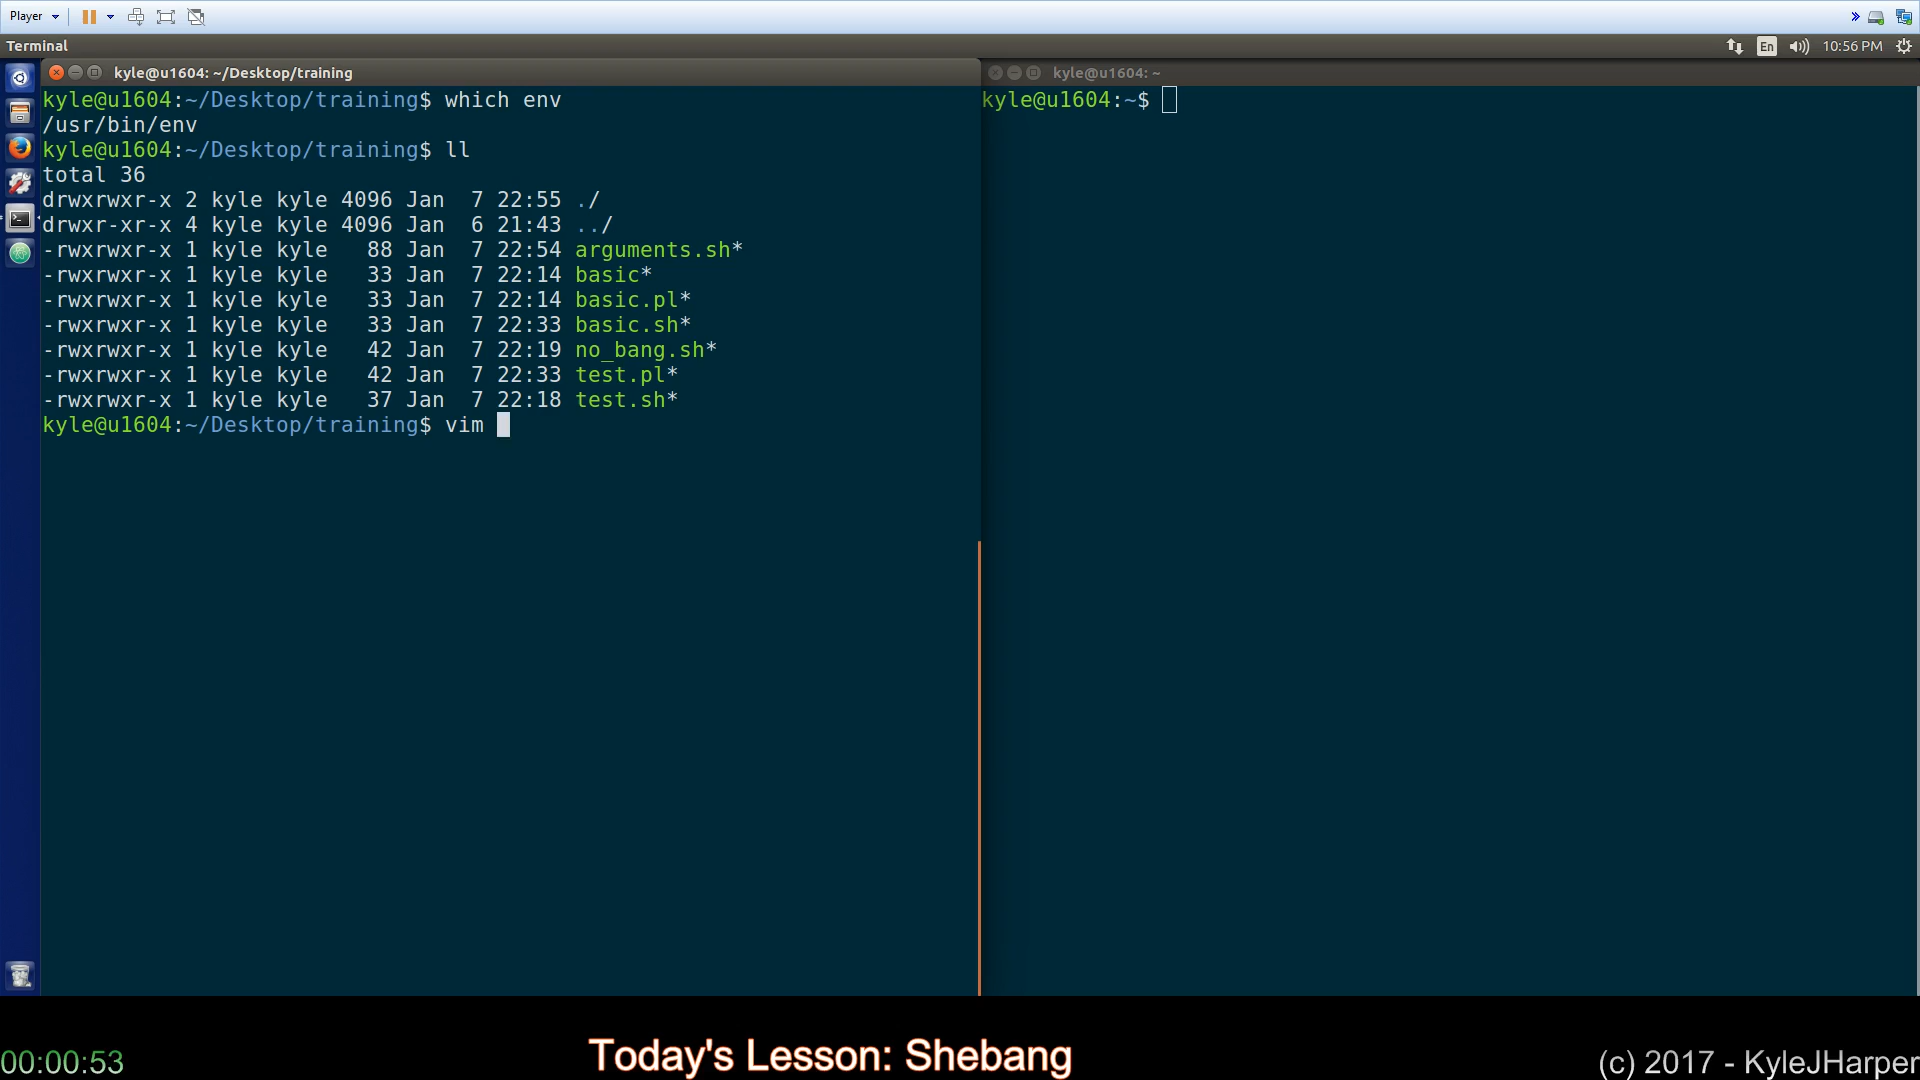 Player
Terminal
En
10:56 PM
kyle@u1604: ~/Desktop/training
kyle@u1604:~/Desktop/training$ which env
/usr/bin/env
kyle@u1604:~/Desktop/training$ ll
total 36
drwxrwxr-x 2 kyle kyle 4096 Jan  7 22:55 ./
drwxr-xr-x 4 kyle kyle 4096 Jan  6 21:43 ../
-rwxrwxr-x 1 kyle kyle   88 Jan  7 22:54 arguments.sh*
-rwxrwxr-x 1 kyle kyle   33 Jan  7 22:14 basic*
-rwxrwxr-x 1 kyle kyle   33 Jan  7 22:14 basic.pl*
-rwxrwxr-x 1 kyle kyle   33 Jan  7 22:33 basic.sh*
-rwxrwxr-x 1 kyle kyle   42 Jan  7 22:19 no_bang.sh*
-rwxrwxr-x 1 kyle kyle   42 Jan  7 22:33 test.pl*
-rwxrwxr-x 1 kyle kyle   37 Jan  7 22:18 test.sh*
kyle@u1604:~/Desktop/training$ vim
kyle@u1604: ~
kyle@u1604:~$
00:00:53
Today's Lesson: Shebang
(c) 2017 - KyleJHarper